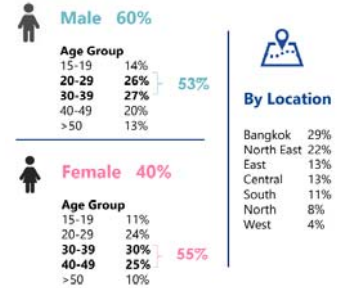 Male 60%
Age Group
15-19 14%
20-29 26%
30-39 27%
53%
40-49 20%
>50 13%
Female 40%
Age Group
15-19 11%
20-29 24%
30-39 30%
40-49 25%
55%
>50 10%
By Location
Bangkok 29%
North East 22%
East 13%
Central 13%
South 11%
North 8%
West 4%